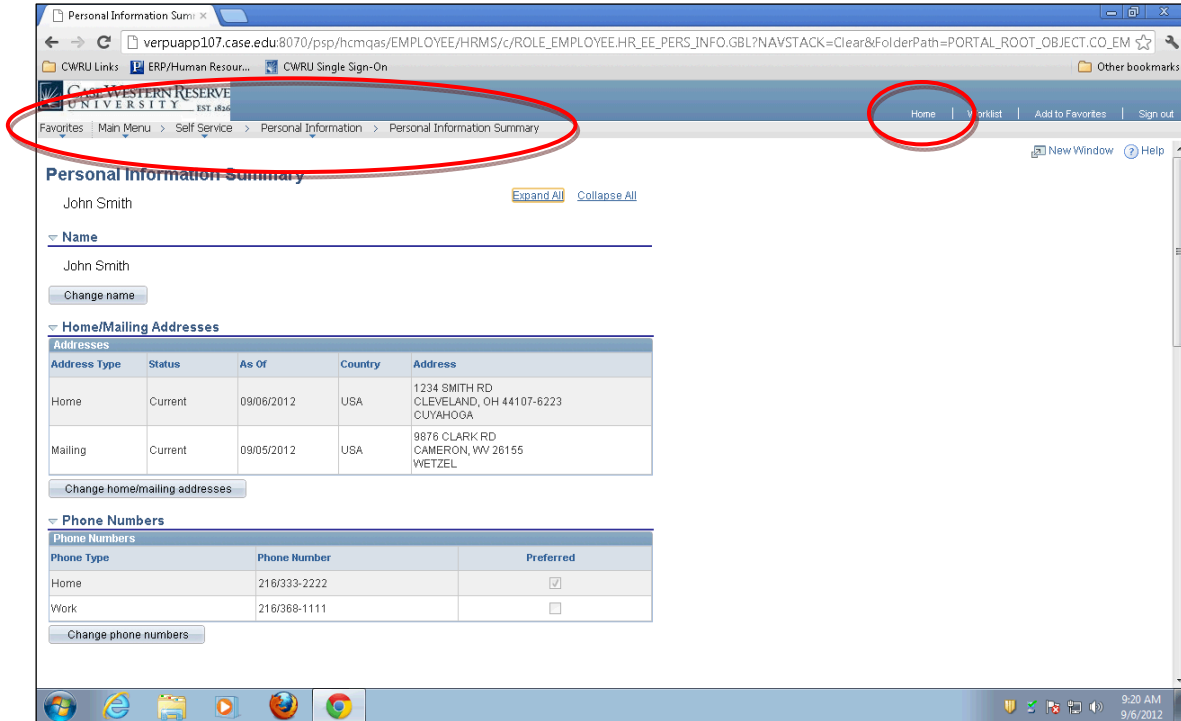 Personal Information Sum
verpuapp107.case.edu:8070/psp/hcmqas/EMPLOYEE/HRMS/c/ROLE_EMPLOYEE.HR_EE_PERS_INFO.GBL?NAVSTACK=Clear&FolderPath=PORTAL_ROOT_OBJECT.CO_EM
CWRU Links ERP/Human Resour... CWRU Single Sign-On Other bookmarks
CASE WESTERN RESERVE
UNIVERSITY EST. 1826
Home | Worklist | Add to Favorites | Sign out
Favorites Main Menu > Self Service > Personal Information > Personal Information Summary
New Window Help
Personal Information Summary
John Smith Expand All Collapse All
Name
John Smith
Change name
Home/Mailing Addresses
Addresses
Address Type Status As Of Country Address
Home Current 09/06/2012 USA 1234 SMITH RD
CLEVELAND, OH 44107-6223
CUYAHOGA
Mailing Current 09/05/2012 USA 9876 CLARK RD
CAMERON, WV 26155
WETZEL
Change home/mailing addresses
Phone Numbers
Phone Numbers
Phone Type Phone Number Preferred
Home 216/333-2222
Work 216/368-1111
Change phone numbers
9:20 AM
9/6/2012